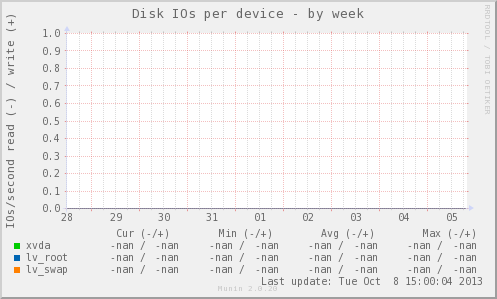 Disk IOs per device - by week
RRDTOOL / TOBI OETIKER
IOs/second read (-) / write (+)
1.0
0.9
0.8
0.7
0.6
0.5
0.4
0.3
0.2
0.1
0.0
28 29 30 31 01 02 03 04 05
Cur (-/+) Min (-/+) Avg (-/+) Max (-/+)
xvda -nan / -nan -nan / -nan -nan / -nan -nan / -nan
lv_root -nan / -nan -nan / -nan -nan / -nan -nan / -nan
lv_swap -nan / -nan -nan / -nan -nan / -nan -nan / -nan
Last update: Tue Oct 8 15:00:04 2013
Munin 2.0.20